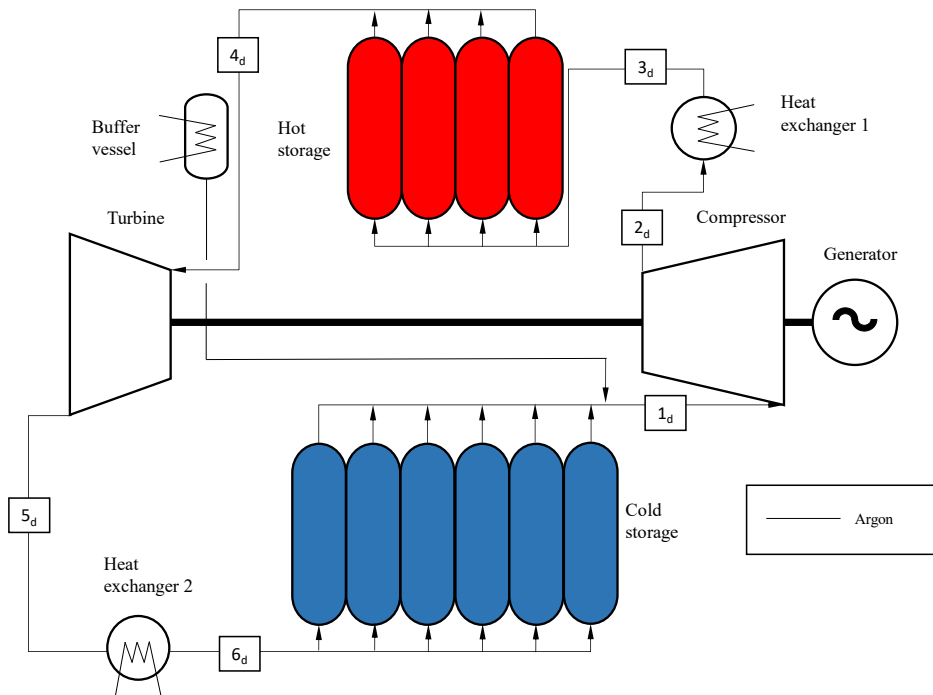 4d
3d
Buffer
vessel
Hot
storage
Heat
exchanger 1
Turbine
2d
Compressor
Generator
1d
5d
Cold
storage
Argon
Heat
exchanger 2
6d